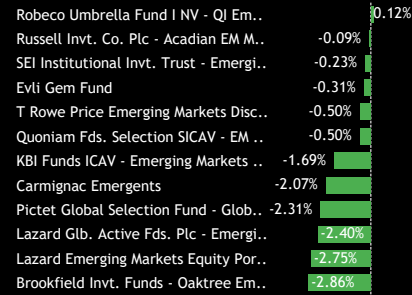 Robeco Umbrella Fund I NV - QI Em.. 0.12%
Russell Invt. Co. Plc - Acadian EM M.. -0.09%
SEI Institutional Invt. Trust - Emergi.. -0.23%
Evli Gem Fund -0.31%
T Rowe Price Emerging Markets Disc.. -0.50%
Quoniam Fds. Selection SICAV - EM .. -0.50%
KBI Funds ICAV - Emerging Markets .. -1.69%
Carmignac Emergents -2.07%
Pictet Global Selection Fund - Glob.. -2.31%
Lazard Glb. Active Fds. Plc - Emergi.. -2.40%
Lazard Emerging Markets Equity Por.. -2.75%
Brookfield Invt. Funds - Oaktree Em.. -2.86%